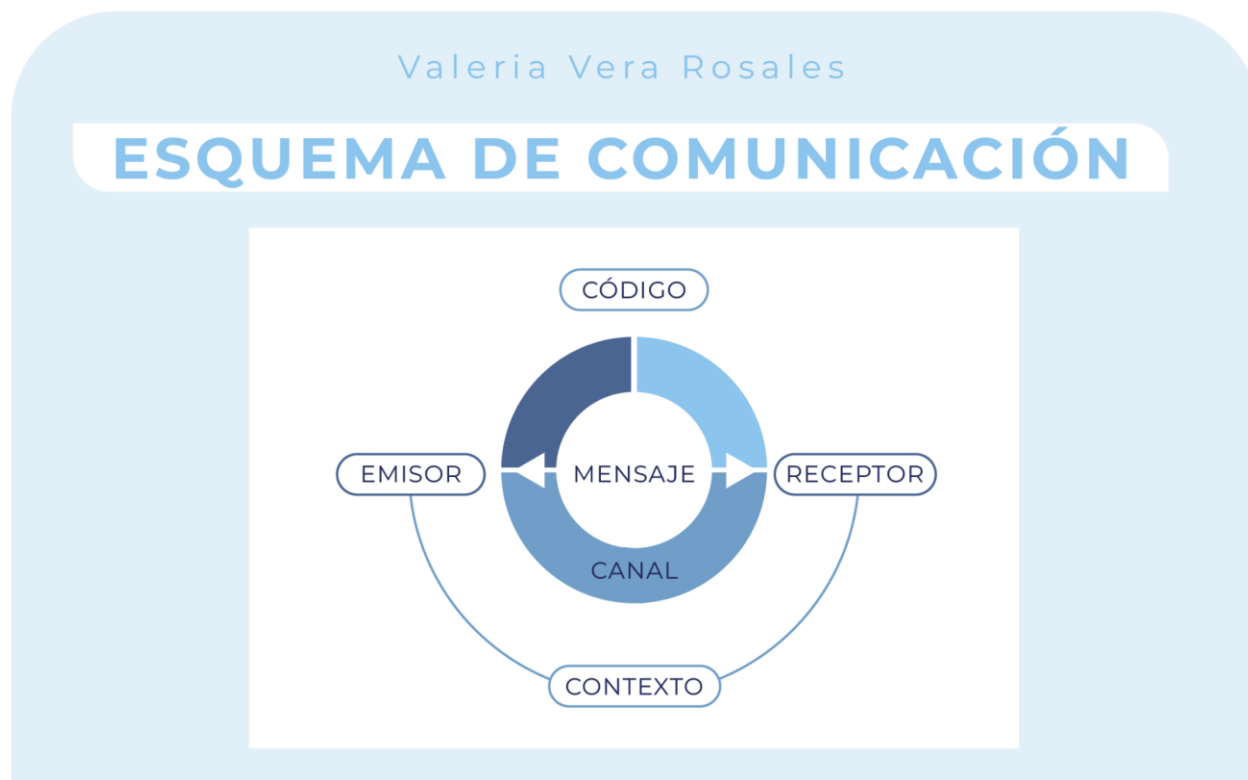 Valeria Vera Rosales
ESQUEMA DE COMUNICACIÓN
CÓDIGO
EMISOR
MENSAJE
RECEPTOR
CANAL
CONTEXTO